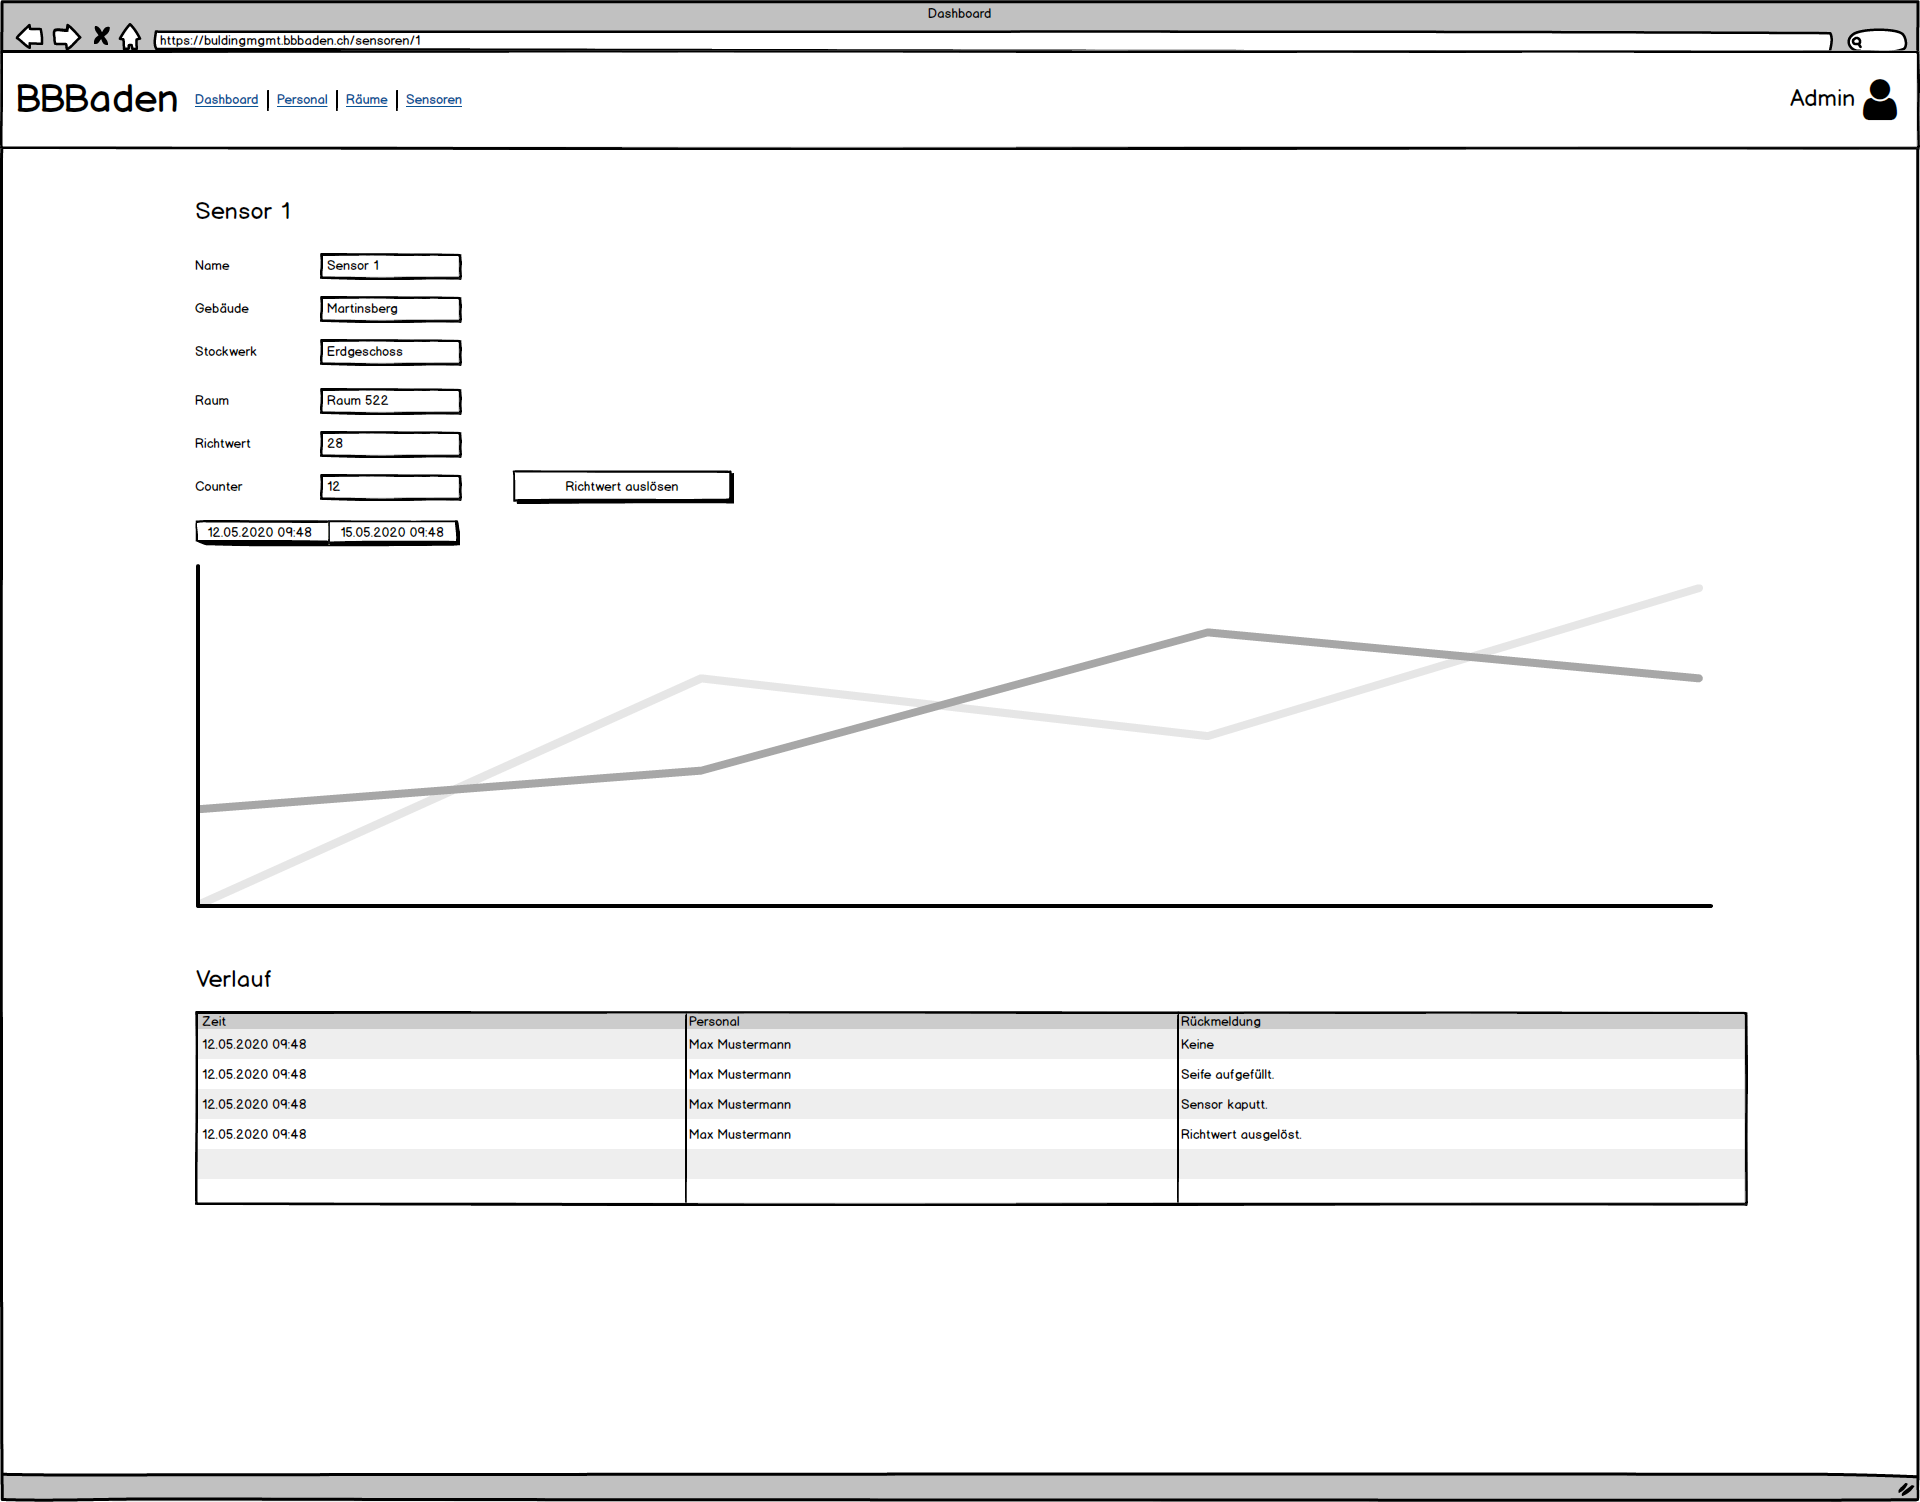 Dashboard
https://buldingmgmt.bbbaden.ch/sensoren/1
BBBaden Dashboard Personal Räume Sensoren Admin
Sensor 1
Name Sensor 1
Gebäude Martinsberg
Stockwerk Erdgeschoss
Raum Raum 522
Richtwert 28
Counter 12 Richtwert auslösen
12.05.2020 09:48 15.05.2020 09:48
Verlauf
Zeit Personal Rückmeldung
12.05.2020 09:48 Max Mustermann Keine
12.05.2020 09:48 Max Mustermann Seife aufgefüllt.
12.05.2020 09:48 Max Mustermann Sensor kaputt.
12.05.2020 09:48 Max Mustermann Richtwert ausgelöst.